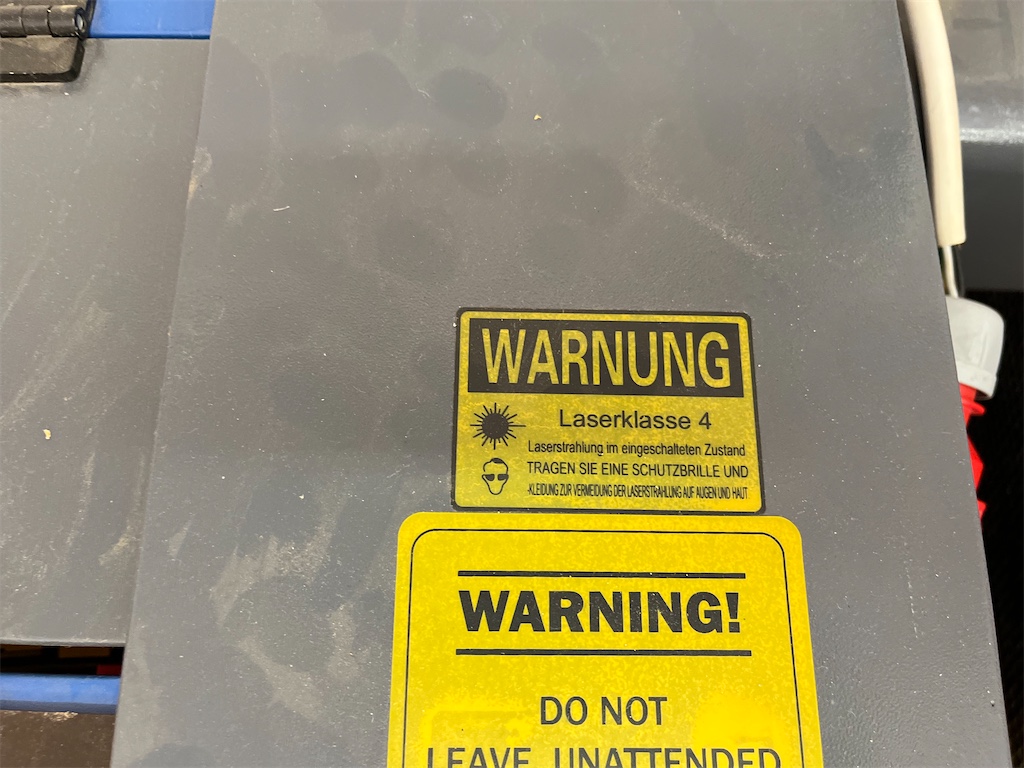 WARNUNG
Laserklasse 4
Laserstrahlung im eingeschalteten Zustand
TRAGEN SIE EINE SCHUTZBRILLE UND
-KLEIDUNG ZUR VERMEIDUNG DER LASERSTRAHLUNG AUF AUGEN UND HAUT
WARNING!
DO NOT
LEAVE UNATTENDED